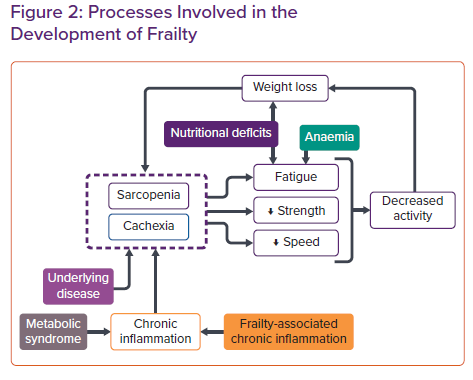 Figure 2: Processes Involved in the
Development of Frailty
Weight loss
Nutritional deficits
Anaemia
Fatigue
Sarcopenia
Strength
Decreased
activity
Cachexia
Speed
Underlying
disease
Metabolic
syndrome
Chronic
inflammation
Frailty-associated
chronic inflammation